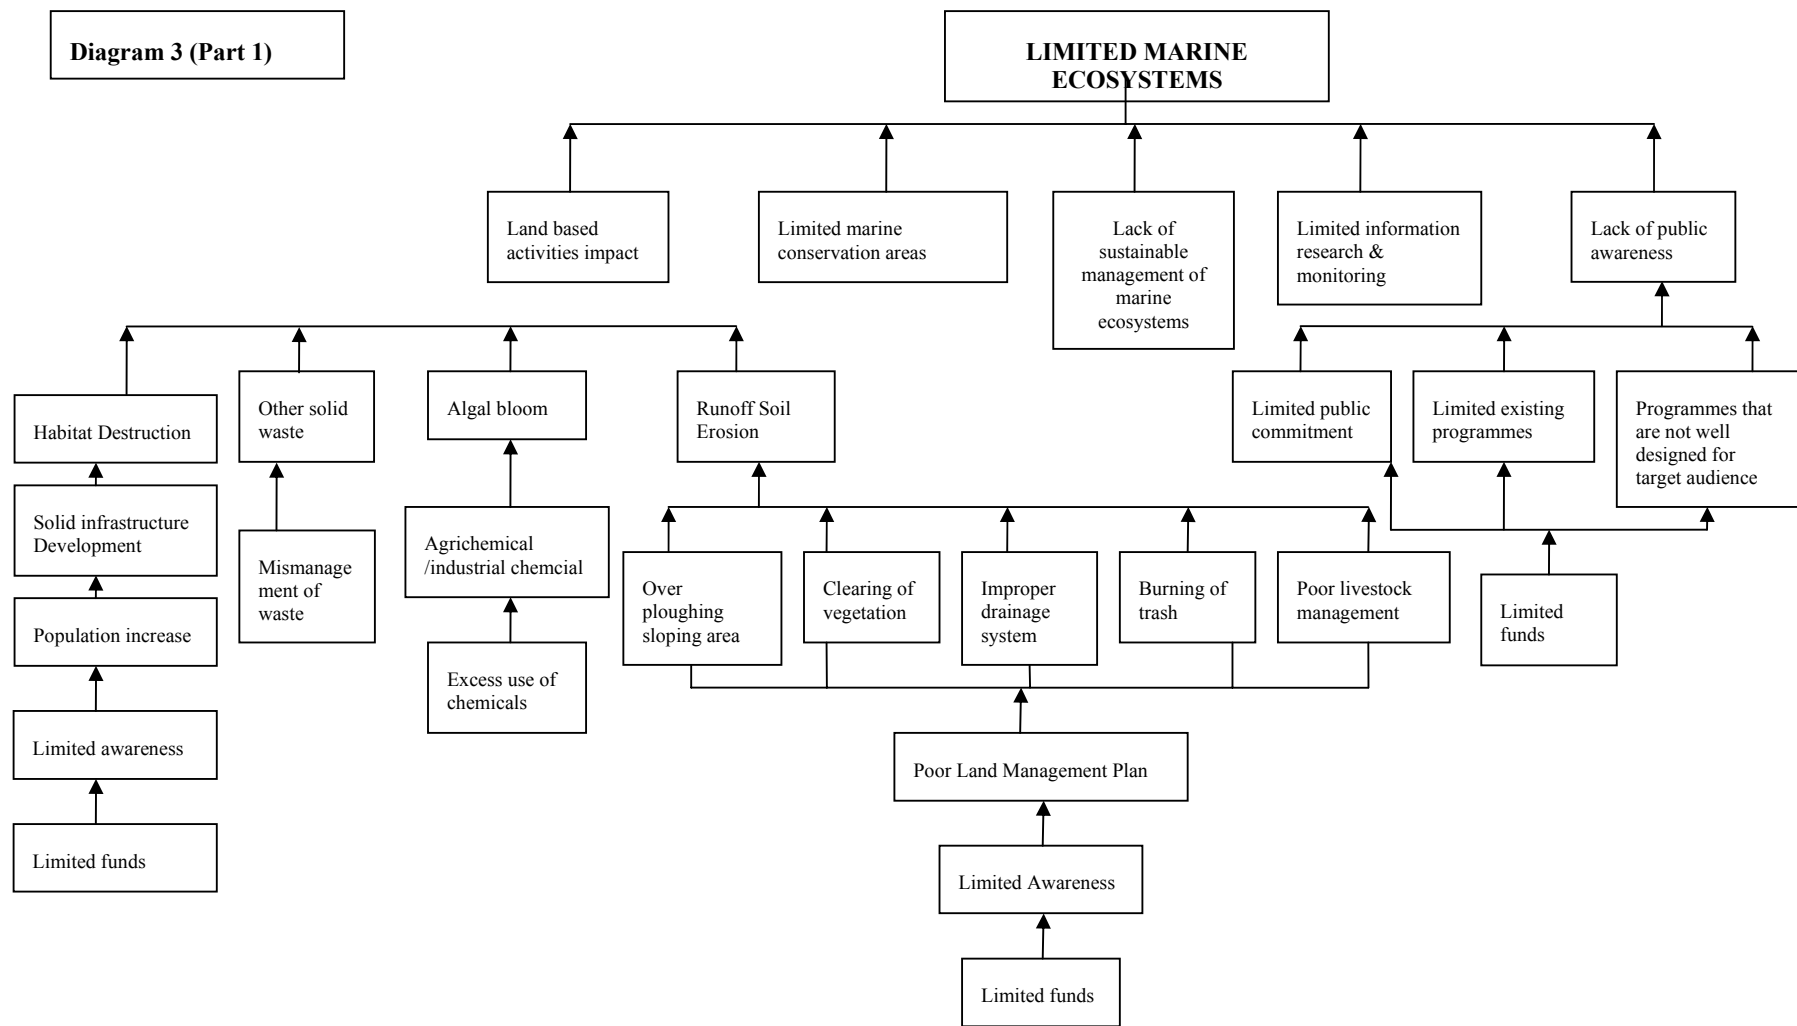 Diagram 3 (Part 1)
LIMITED MARINE
ECOSYSTEMS
Land based
activities impact
Limited marine
conservation areas
Lack of
sustainable
management of
marine
ecosystems
Limited information
research &
monitoring
Lack of public
awareness
Habitat Destruction
Other solid
waste
Algal bloom
Runoff Soil
Erosion
Limited public
commitment
Limited existing
programmes
Programmes that
are not well
designed for
target audience
Solid infrastructure
Development
Mismanage
ment of
waste
Agrichemical
/industrial chemcial
Over
ploughing
sloping area
Clearing of
vegetation
Improper
drainage
system
Burning of
trash
Poor livestock
management
Limited
funds
Population increase
Excess use of
chemicals
Limited awareness
Poor Land Management Plan
Limited funds
Limited Awareness
Limited funds